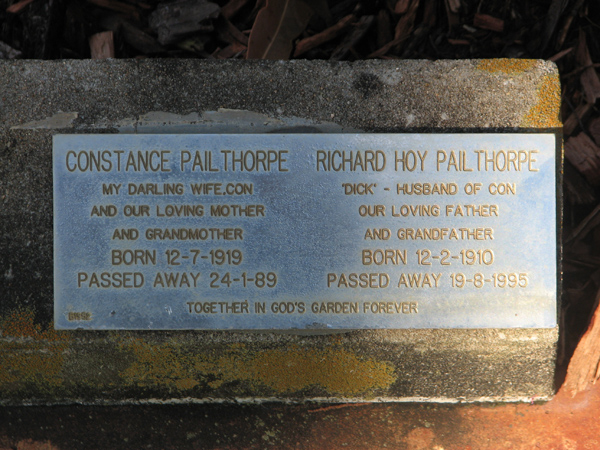 CONSTANCE PAILTHORPE
MY DARLING WIFE,CON
AND OUR LOVING MOTHER
AND GRANDMOTHER
BORN 12-7-1919
PASSED AWAY 24-1-89
RICHARD HOY PAILTHORPE
'DICK' - HUSBAND OF CON
OUR LOVING FATHER
AND GRANDFATHER
BORN 12-2-1910
PASSED AWAY 19-8-1995
TOGETHER IN GOD'S GARDEN FOREVER